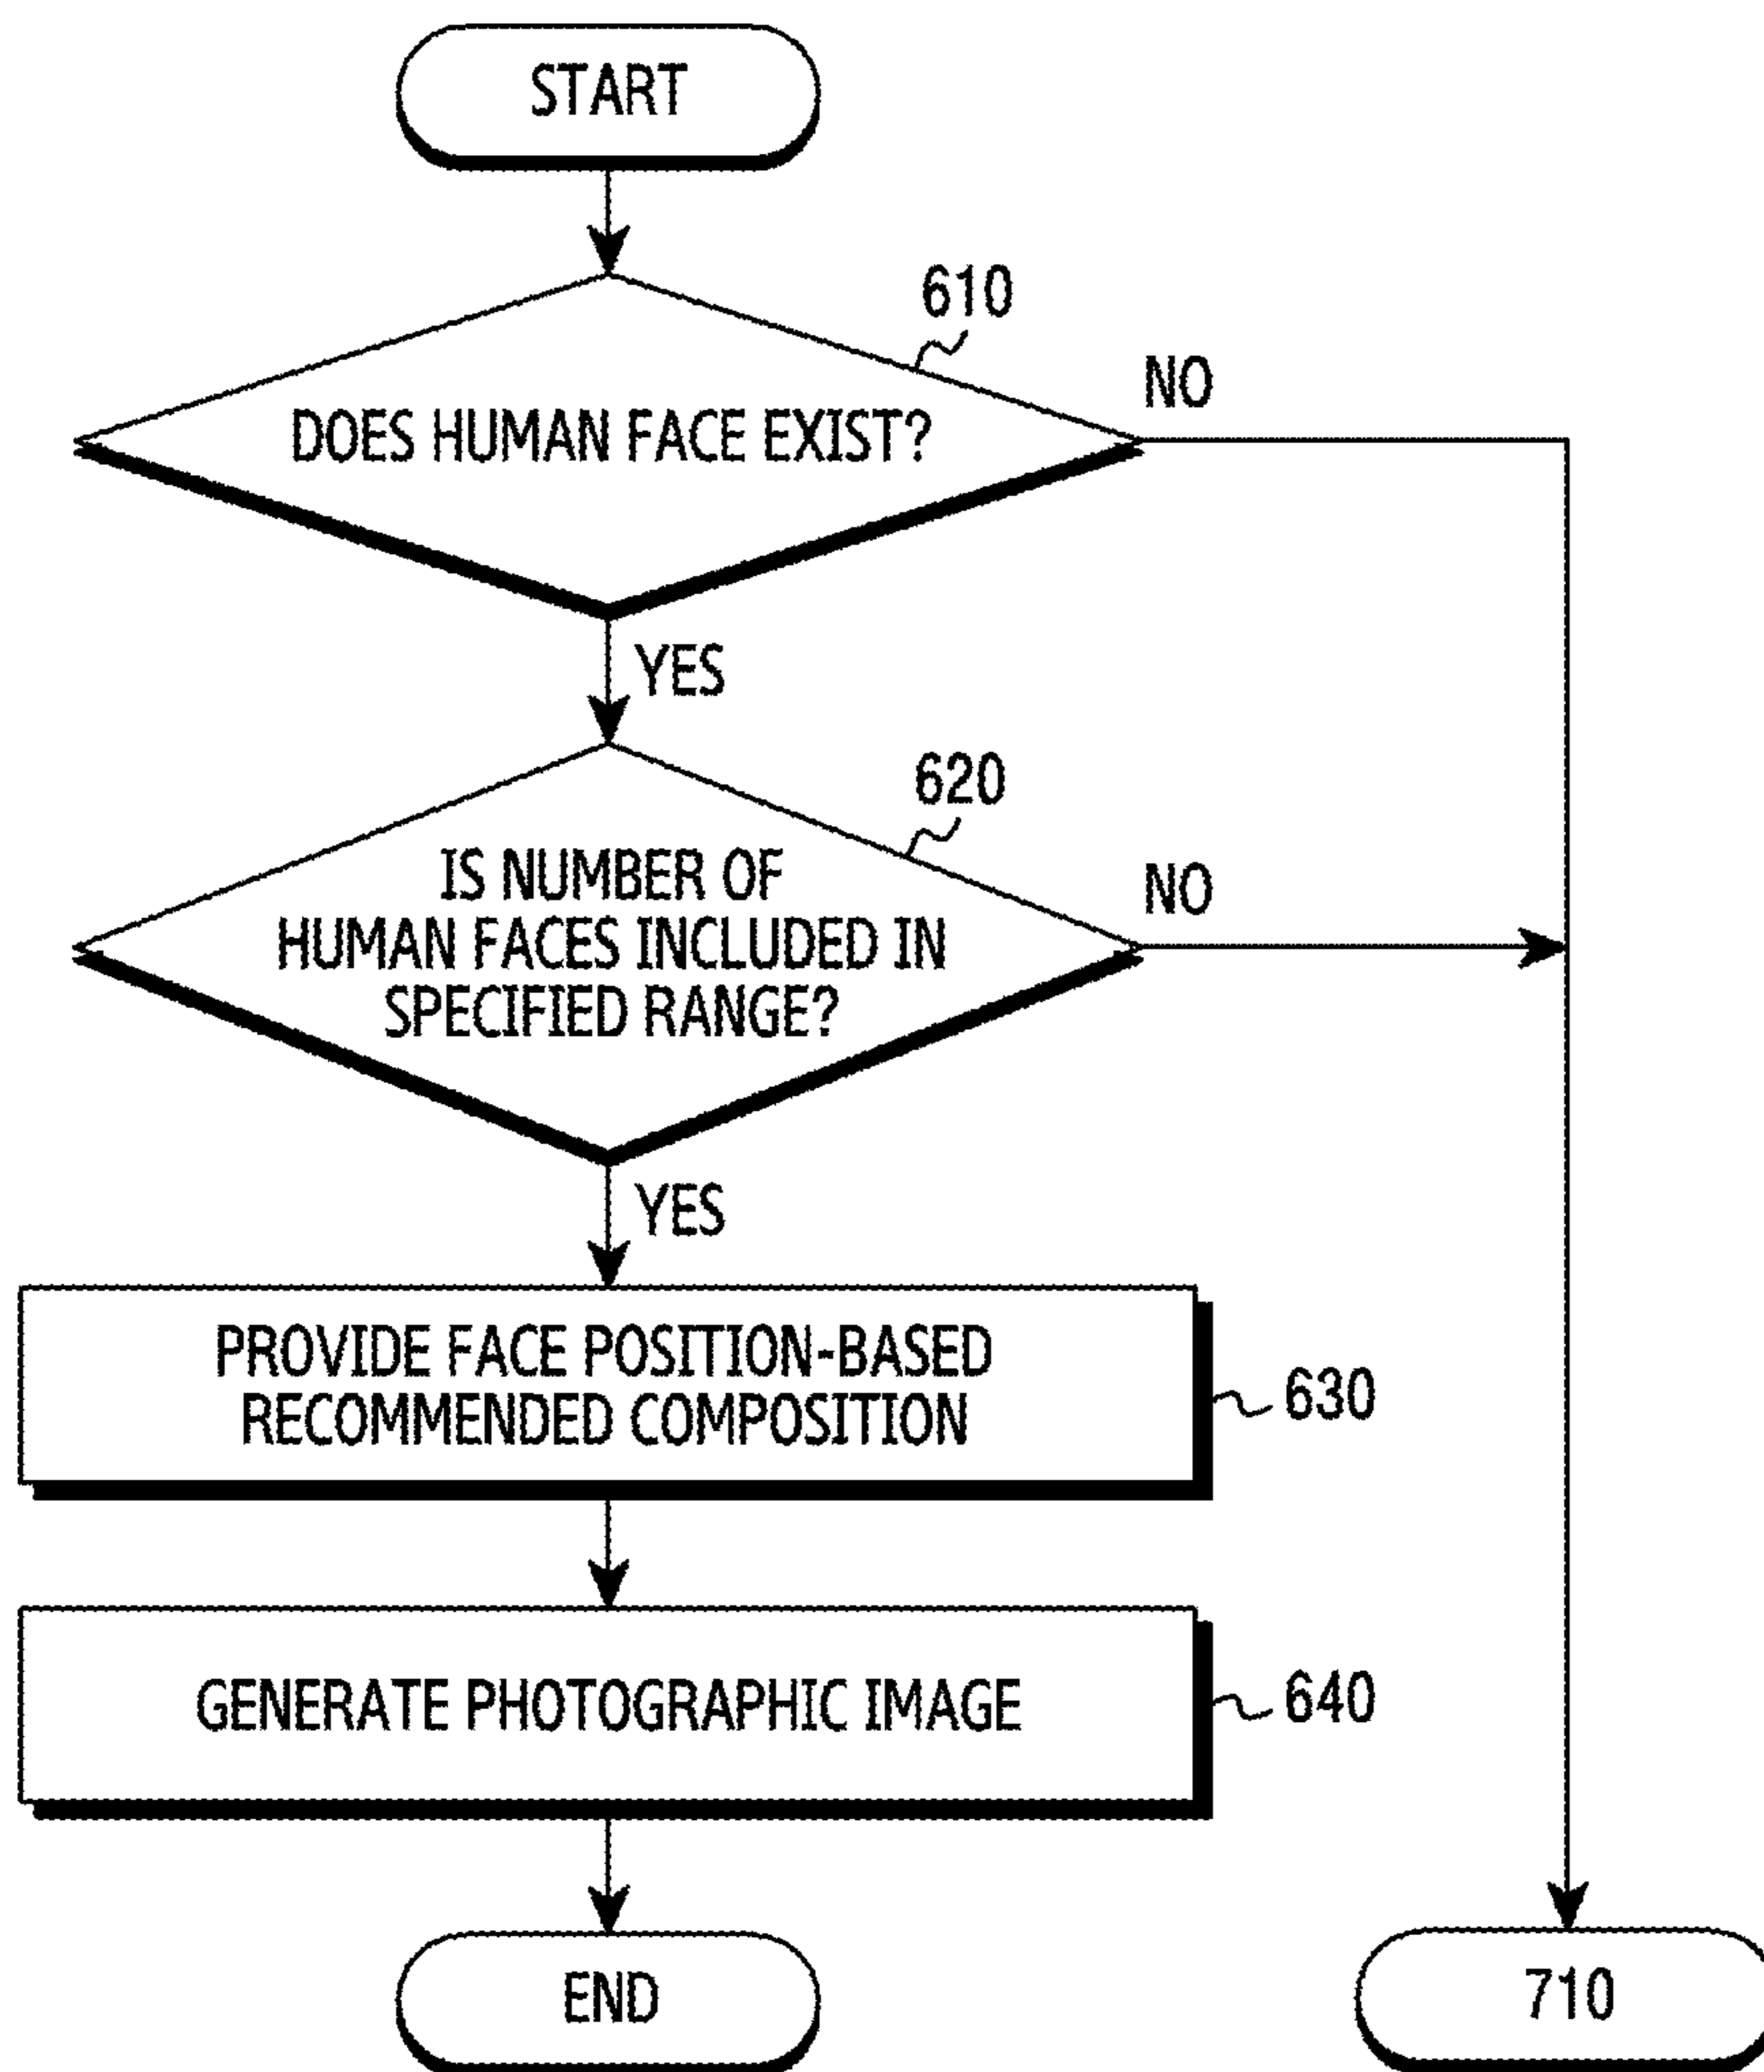 START
610
NO
DOES HUMAN FACE EXIST?
YES
620
NO
IS NUMBER OF
HUMAN FACES INCLUDED IN
SPECIFIED RANGE?
YES
PROVIDE FACE POSITION-BASED
RECOMMENDED COMPOSITION
630
GENERATE PHOTOGRAPHIC IMAGE
640
END
710